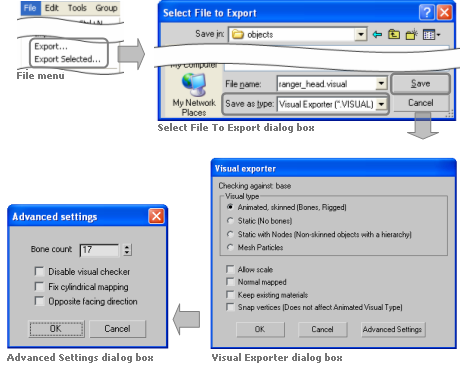 File Edit Tools Group
Export...
Export Selected...
File menu
Select File to Export
Save in: objects
My Computer
My Network Places
File name: ranger_head.visual
Save
Save as type: Visual Exporter (*.VISUAL)
Cancel
Select File To Export dialog box
Visual exporter
Checking against: base
Visual type
Animated, skinned (Bones, Rigged)
Static (No bones)
Static with Nodes (Non-skinned objects with a hierarchy)
Mesh Particles
Allow scale
Normal mapped
Keep existing materials
Snap vertices (Does not affect Animated Visual Type)
OK Cancel Advanced Settings
Visual Exporter dialog box
Advanced settings
Bone count 17
Disable visual checker
Fix cylindrical mapping
Opposite facing direction
OK Cancel
Advanced Settings dialog box